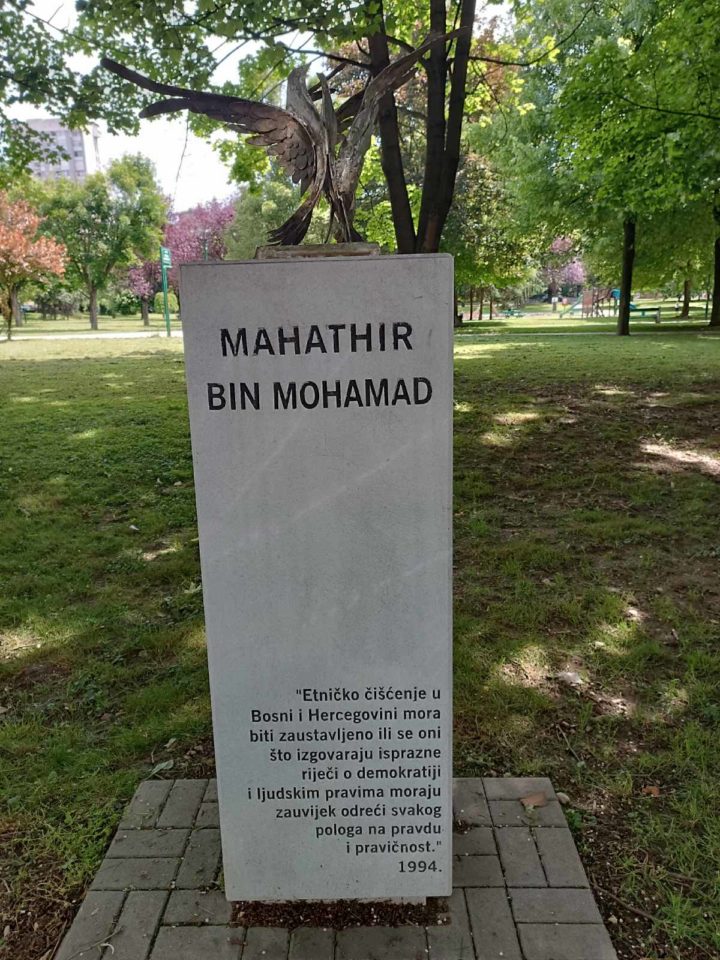 MAHATHIR
BIN MOHAMAD
"Etničko čišćenje u
Bosni i Hercegovini mora
biti zaustavljeno ili se oni
što izgovaraju isprazne
riječi o demokratiji
i ljudskim pravima moraju
zauvijek odreći svakog
pologa na pravdu
i pravičnost."
1994.